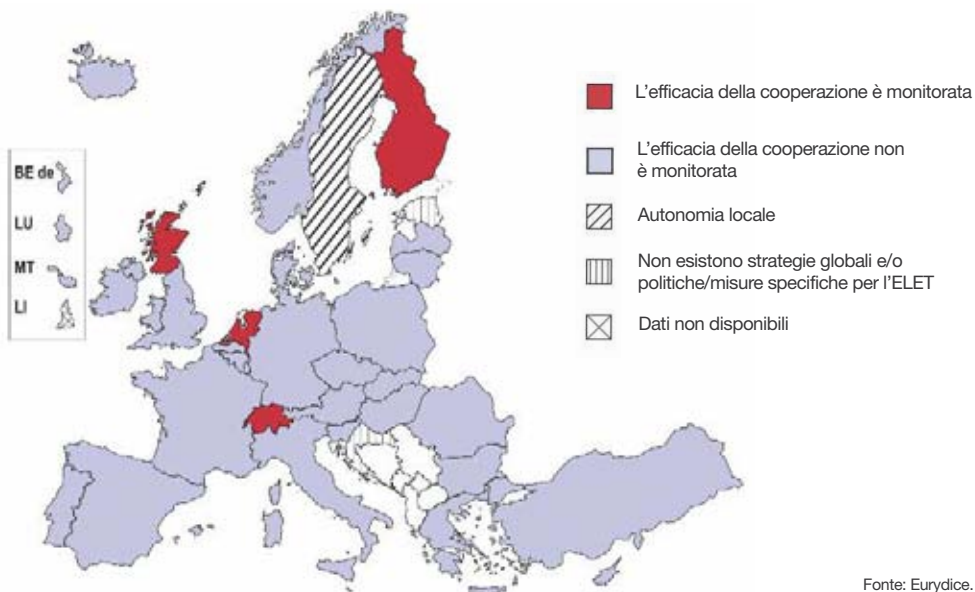 BE de
LU
MT
LI
L'efficacia della cooperazione è monitorata
L'efficacia della cooperazione non
è monitorata
Autonomia locale
Non esistono strategie globali e/o
politiche/misure specifiche per l'ELET
Dati non disponibili
Fonte: Eurydice.